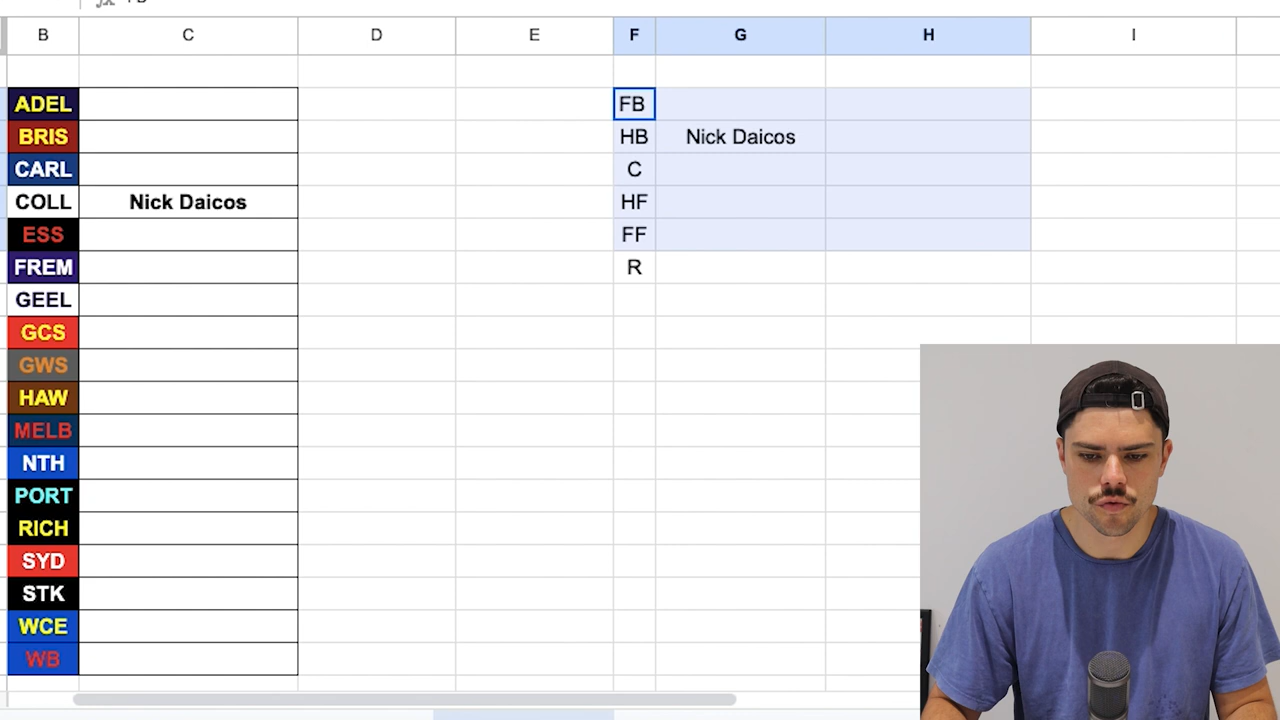 B C D E F G H I
ADEL FB
BRIS HB Nick Daicos
CARL C
COLL Nick Daicos HF
ESS FF
FREM R
GEEL
GCS
GWS
HAW
MELB
NTH
PORT
RICH
SYD
STK
WCE
WB